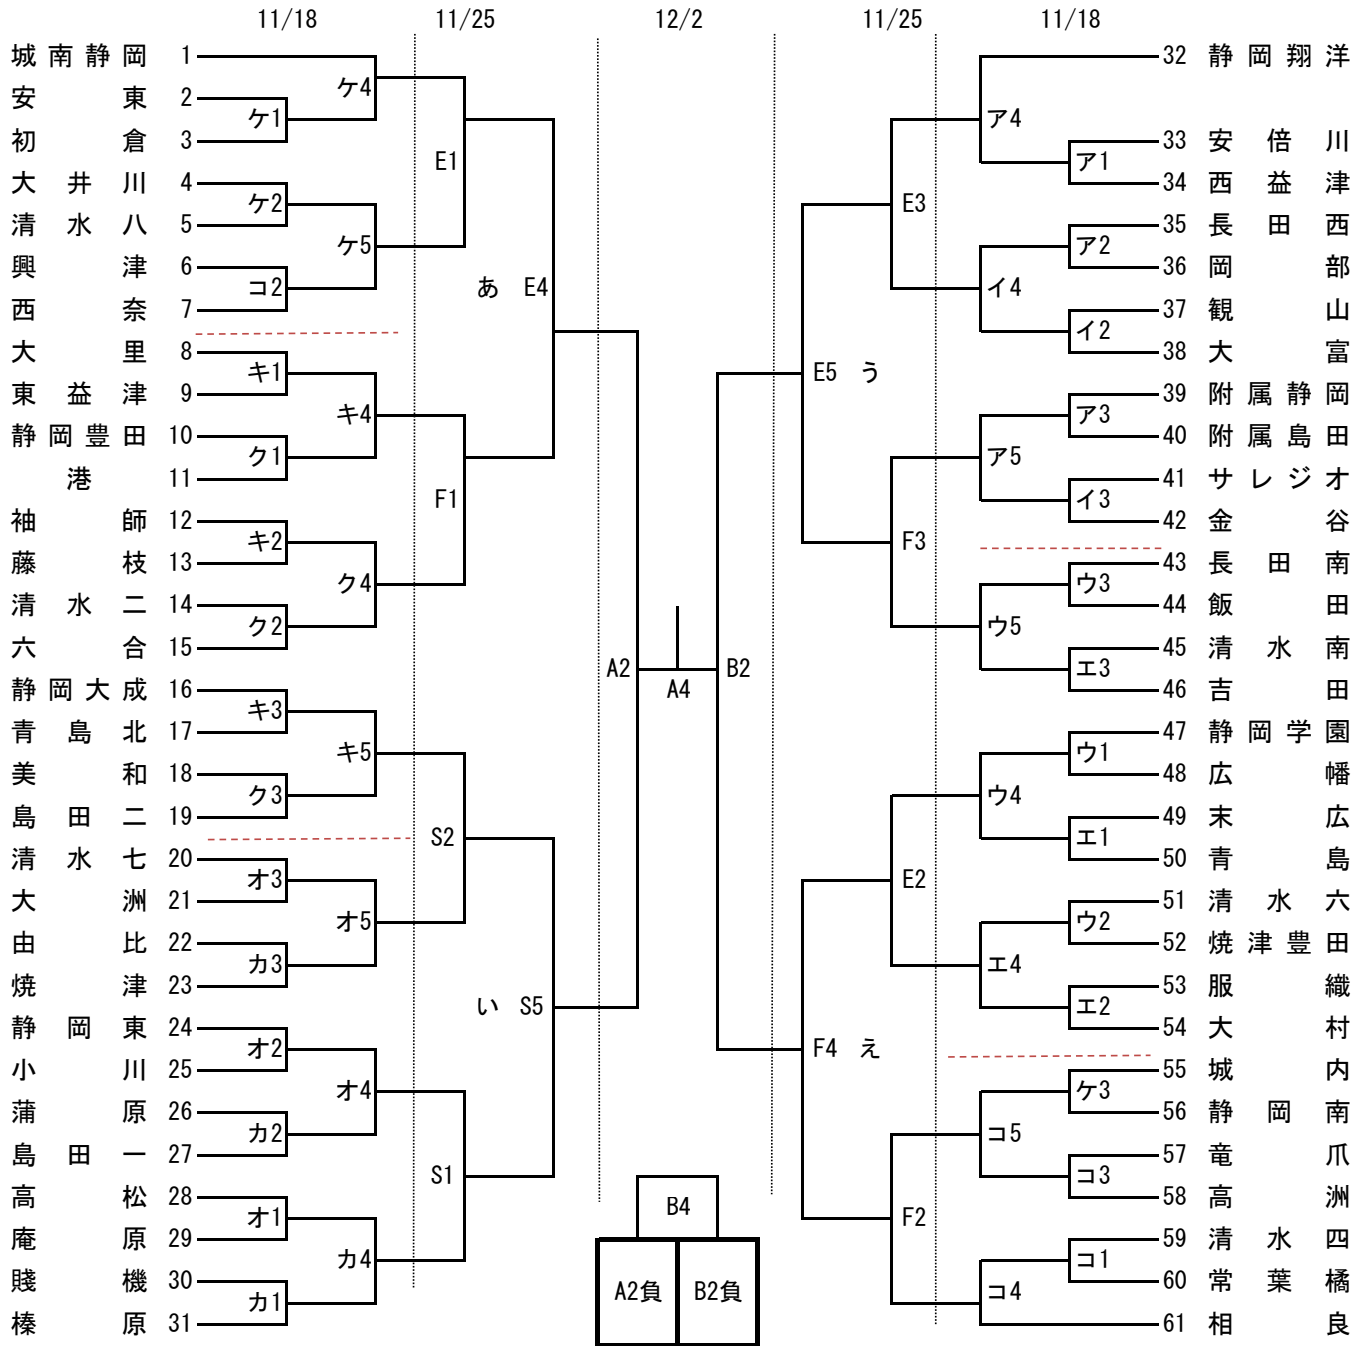 11/18 11/25 12/2 11/25 11/18
城南静岡 1
安東 2
初倉 3
大井川 4
清水八 5
興津 6
西奈 7
大里 8
東益津 9
静岡豊田 10
港 11
袖師 12
藤枝 13
清水二 14
六合 15
静岡大成 16
青島北 17
美和 18
島田二 19
清水七 20
大洲 21
由比 22
焼津 23
静岡東 24
小川 25
蒲原 26
島田一 27
高松 28
庵原 29
賤機 30
榛原 31
ケ1
ケ2
コ2
キ1
ク1
キ2
ク2
キ3
ク3
オ3
カ3
オ2
カ2
オ1
カ1
ケ4
ケ5
キ4
ク4
キ5
オ5
オ4
カ4
E1
F1
S2
S1
あ E4
い S5
A2
A4
B2
B4
A2負
B2負
E5 う
F4 え
E3
F3
E2
F2
ア4
イ4
ア5
ウ5
ウ4
エ4
コ5
コ4
ア1
ア2
イ2
ア3
イ3
ウ3
エ3
ウ1
エ1
ウ2
エ2
ケ3
コ3
コ1
32 静岡翔洋
33 安倍川
34 西益津
35 長田西
36 岡部
37 観山
38 大富
39 附属静岡
40 附属島田
41 サレジオ
42 金谷
43 長田南
44 飯田
45 清水南
46 吉田
47 静岡学園
48 広幡
49 末広
50 青島
51 清水六
52 焼津豊田
53 服織
54 大村
55 城内
56 静岡南
57 竜爪
58 高洲
59 清水四
60 常葉橘
61 相良